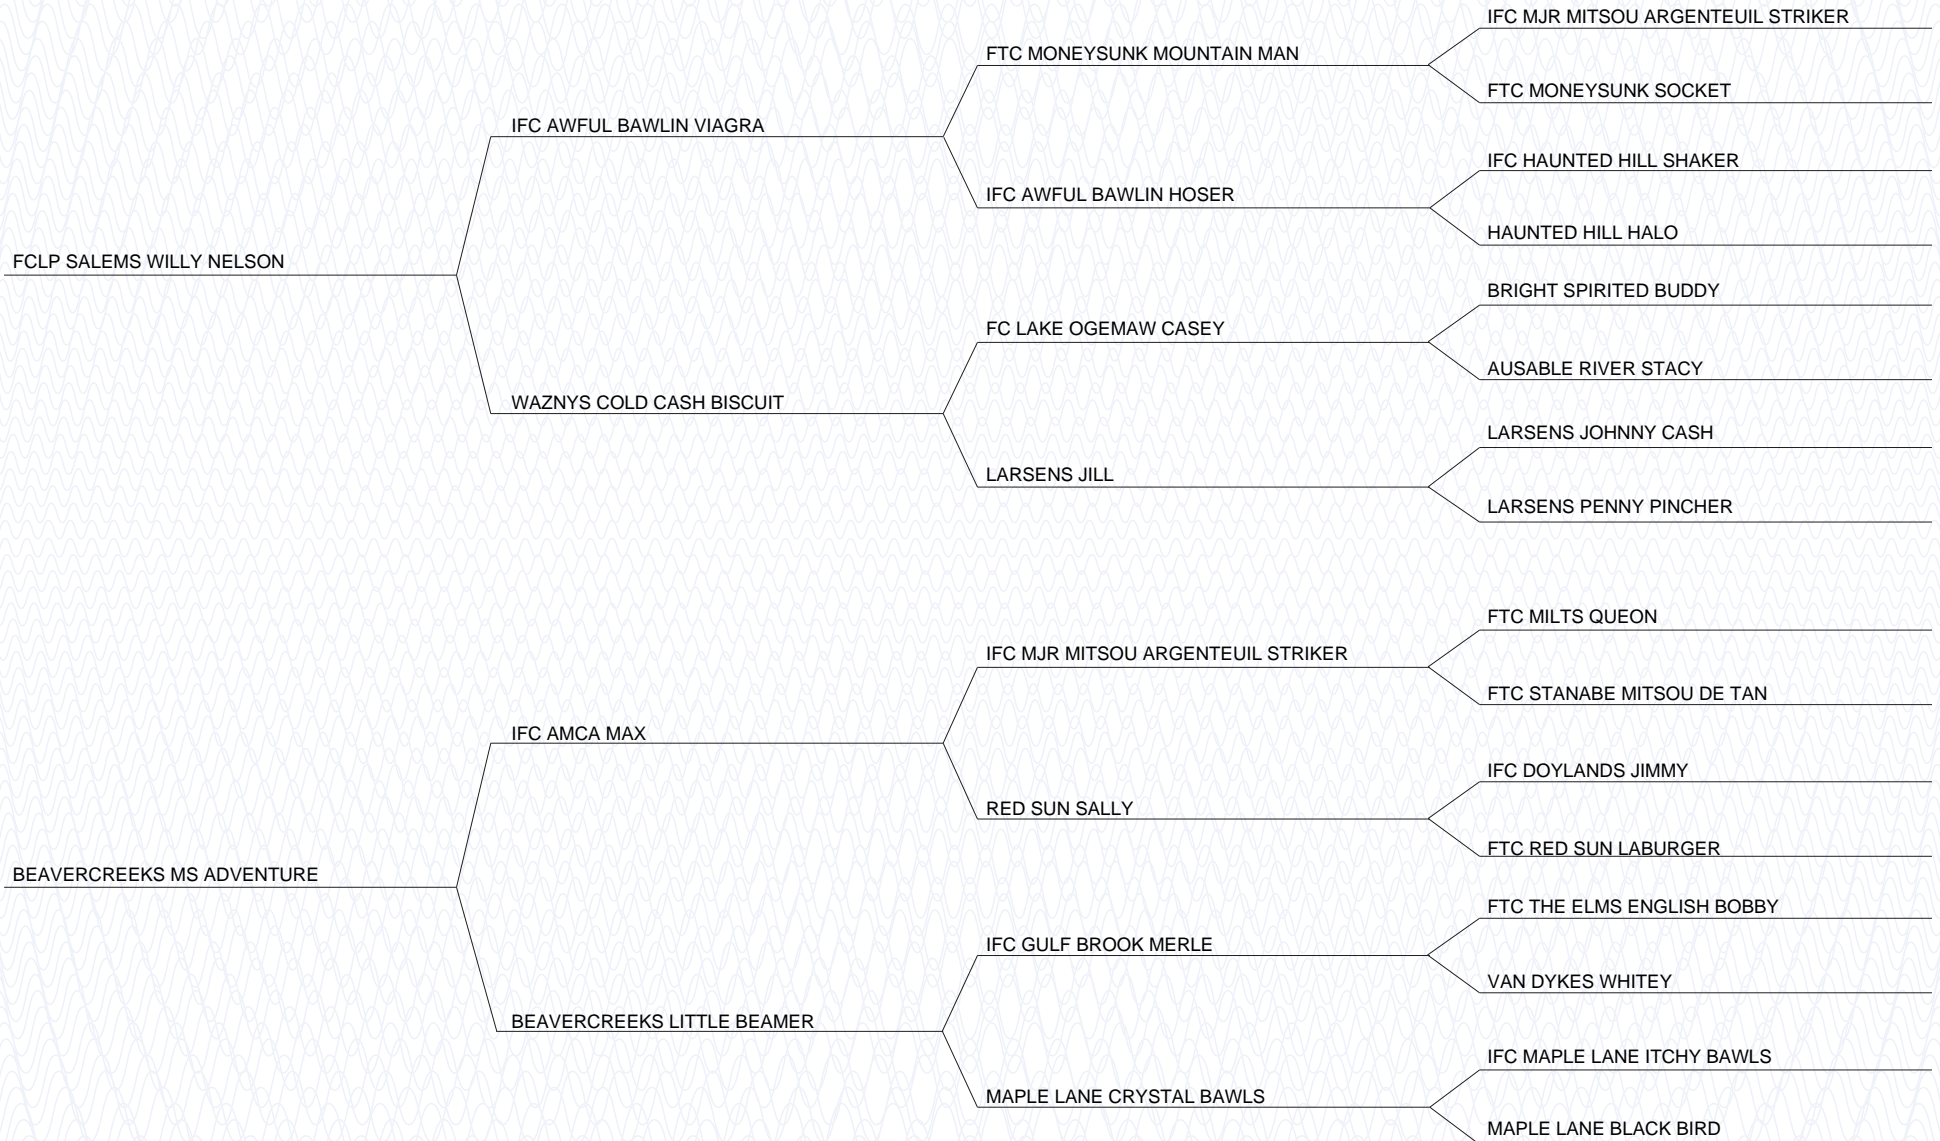 IFC MJR MITSOU ARGENTEUIL STRIKER
FTC MONEYSUNK MOUNTAIN MAN
FTC MONEYSUNK SOCKET
IFC AWFUL BAWLIN VIAGRA
IFC HAUNTED HILL SHAKER
IFC AWFUL BAWLIN HOSER
HAUNTED HILL HALO
FCLP SALEMS WILLY NELSON
BRIGHT SPIRITED BUDDY
FC LAKE OGEMAW CASEY
AUSABLE RIVER STACY
WAZNYS COLD CASH BISCUIT
LARSENS JOHNNY CASH
LARSENS JILL
LARSENS PENNY PINCHER
FTC MILTS QUEON
IFC MJR MITSOU ARGENTEUIL STRIKER
FTC STANABE MITSOU DE TAN
IFC AMCA MAX
IFC DOYLANDS JIMMY
RED SUN SALLY
FTC RED SUN LABURGER
BEAVERCREEKS MS ADVENTURE
FTC THE ELMS ENGLISH BOBBY
IFC GULF BROOK MERLE
VAN DYKES WHITEY
BEAVERCREEKS LITTLE BEAMER
IFC MAPLE LANE ITCHY BAWLS
MAPLE LANE CRYSTAL BAWLS
MAPLE LANE BLACK BIRD